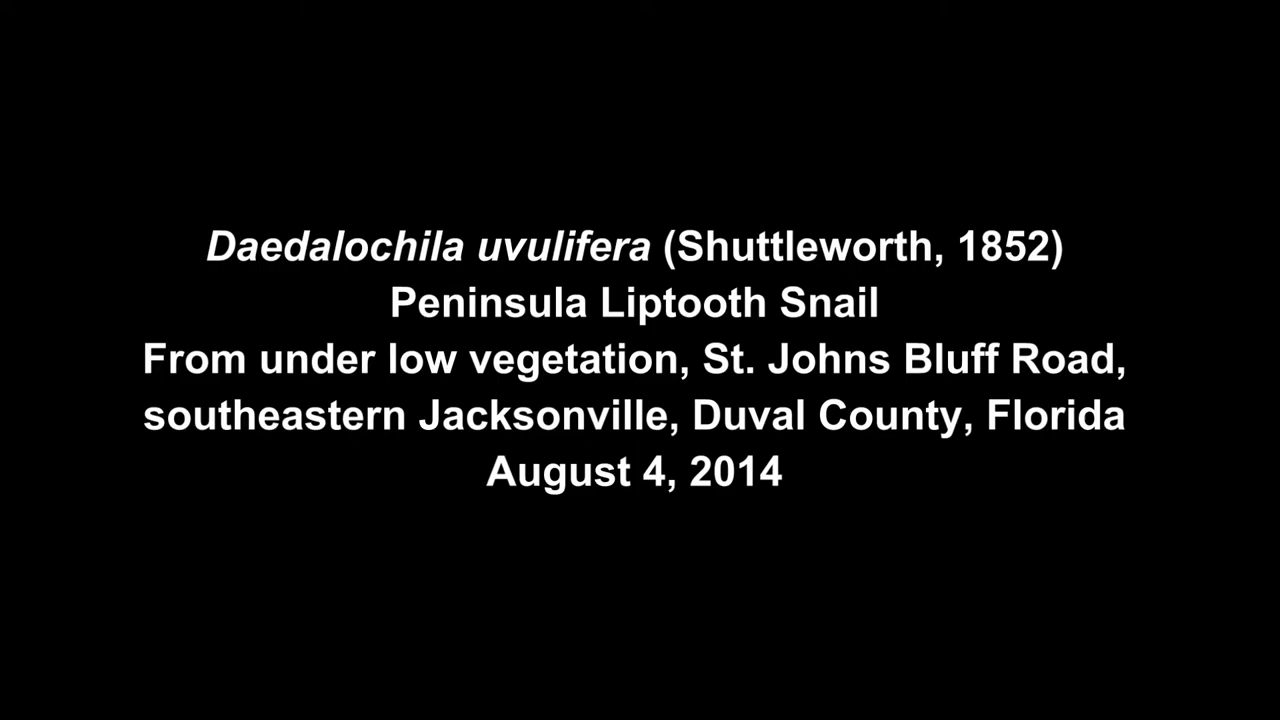 Daedalochila uvulifera (Shuttleworth, 1852)
Peninsula Liptooth Snail
From under low vegetation, St. Johns Bluff Road,
southeastern Jacksonville, Duval County, Florida
August 4, 2014